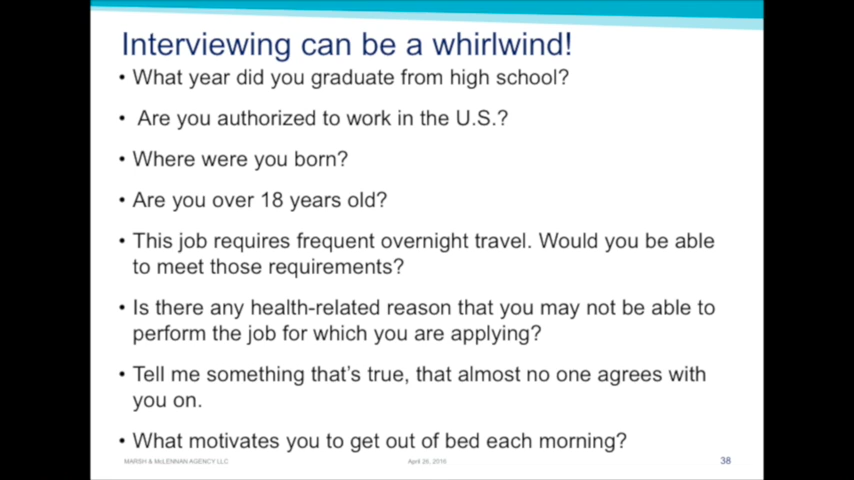 Interviewing can be a whirlwind!
• What year did you graduate from high school?
• Are you authorized to work in the U.S.?
• Where were you born?
• Are you over 18 years old?
• This job requires frequent overnight travel. Would you be able
to meet those requirements?
• Is there any health-related reason that you may not be able to
perform the job for which you are applying?
• Tell me something that's true, that almost no one agrees with
you on.
• What motivates you to get out of bed each morning?
MARSH & McLENNAN AGENCY LLC
April 26, 2016
38